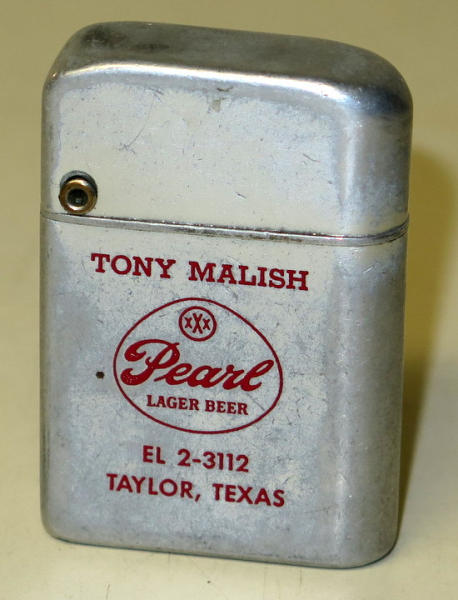 TONY MALISH
xXx
Pearl
LAGER BEER
EL 2-3112
TAYLOR, TEXAS